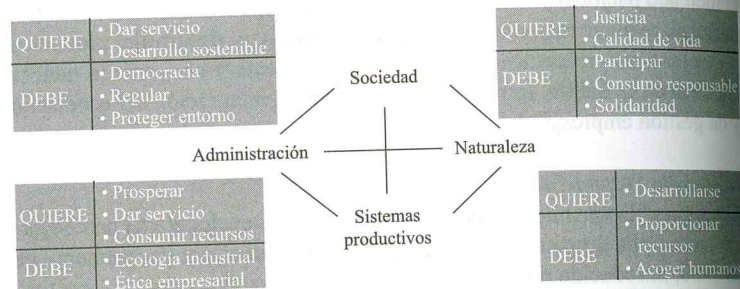 QUIERE
• Dar servicio
• Desarrollo sostenible
DEBE
• Democracia
• Regular
• Proteger entorno
QUIERE
• Justicia
• Calidad de vida
DEBE
• Participar
• Consumo responsable
• Solidaridad
Sociedad
Administración
Naturaleza
Sistemas
productivos
QUIERE
• Prosperar
• Dar servicio
• Consumir recursos
DEBE
• Ecología industrial
• Ética empresarial
QUIERE
• Desarrollarse
DEBE
• Proporcionar
recursos
• Acoger humanos